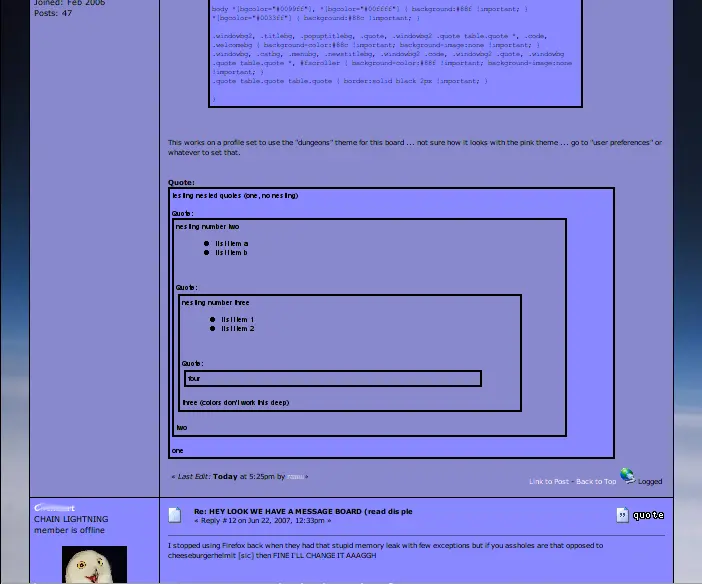 Joined: Feb 2006
Posts: 47
body *[bgcolor="#0099ff"], *[bgcolor="#00ffff"] { background:#88f !important; }
*[bgcolor="#0033ff"] { background:#88c !important; }
.windowbg2, .titlebg, .popuptitlebg, .quote, .windowbg2 .quote table.quote *, .code,
.welcomebg { background-color:#88c !important; background-image:none !important; }
.windowbg, .catbg, .menubg, .newstitlebg, .windowbg2 .code, .windowbg2 .quote, .windowbg
.quote table.quote *, #fscroller { background-color:#88f !important; background-image:none
!important; }
.quote table.quote table.quote { border:solid black 2px !important; }
}
This works on a profile set to use the "dungeons" theme for this board ... not sure how it looks with the pink theme ... go to "user preferences" or
whatever to set that.
Quote:
testing nested quotes (one, no nesting)
Quote:
nesting number two
list item a
list item b
Quote:
nesting number three
list item 1
list item 2
Quote:
four
three (colors don't work this deep)
two
one
« Last Edit: Today at 5:25pm by »
Link to Post - Back to Top Logged
CHAIN LIGHTNING
member is offline
Re: HEY LOOK WE HAVE A MESSAGE BOARD (read dis ple
« Reply #12 on Jun 22, 2007, 12:33pm »
quote
I stopped using Firefox back when they had that stupid memory leak with few exceptions but if you assholes are that opposed to
cheeseburgerhelmit [sic] then FINE I'LL CHANGE IT AAAGGH